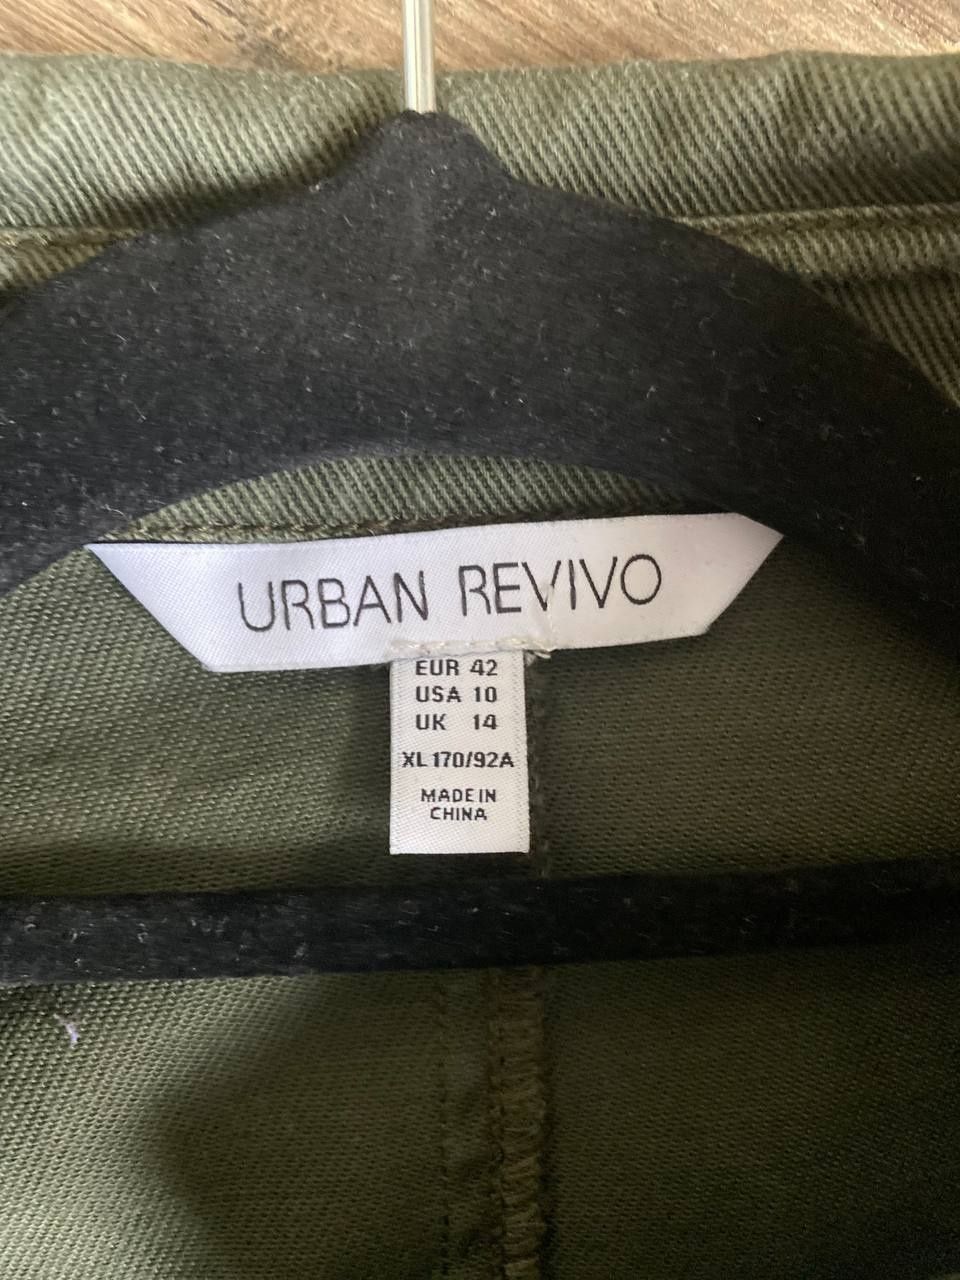 URBAN REVIVO
EUR 42
USA 10
UK 14
XL 170/92A
MADE IN
CHINA